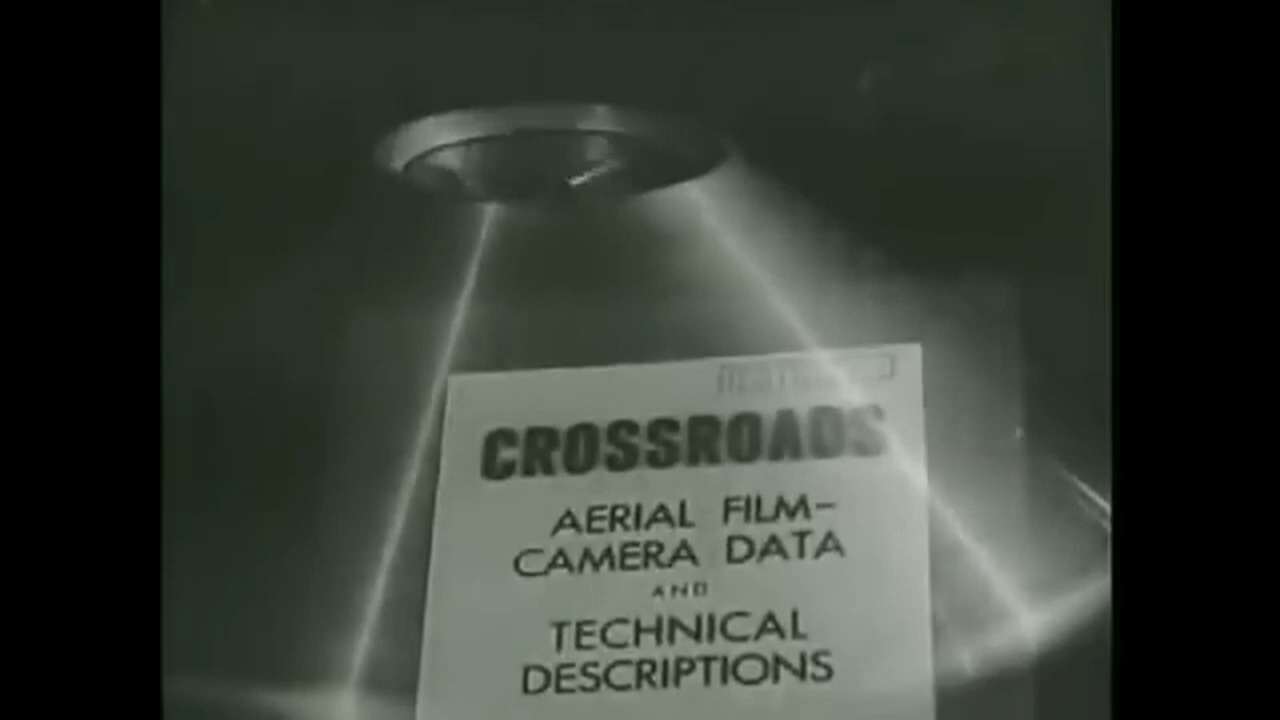 CROSSROADS
AERIAL FILM-
CAMERA DATA
AND
TECHNICAL
DESCRIPTIONS